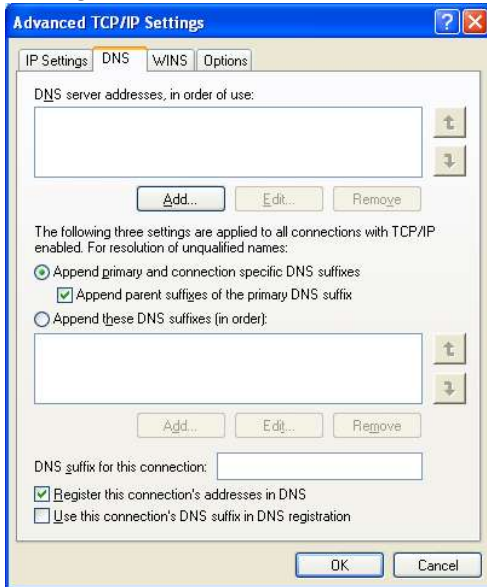 Advanced TCP/IP Settings
IP Settings DNS WINS Options
DNS server addresses, in order of use:
Add... Edit... Remove
The following three settings are applied to all connections with TCP/IP
enabled. For resolution of unqualified names:
Append primary and connection specific DNS suffixes
Append parent suffixes of the primary DNS suffix
Append these DNS suffixes (in order):
Add... Edit... Remove
DNS suffix for this connection:
Register this connection's addresses in DNS
Use this connection's DNS suffix in DNS registration
OK Cancel